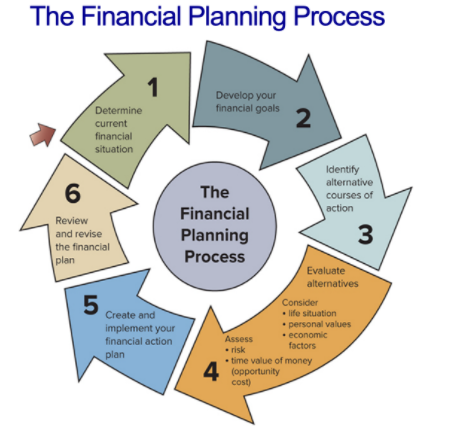 The Financial Planning Process
1
Determine
current
financial
situation
Develop your
financial goals
2
Identify
alternative
courses of
action
3
Evaluate
alternatives
Consider
• life situation
• personal values
• economic
factors
Assess
• risk
• time value of money
(opportunity
cost)
4
5
Create and
implement your
financial action
plan
6
Review
and revise
the financial
plan
The
Financial
Planning
Process